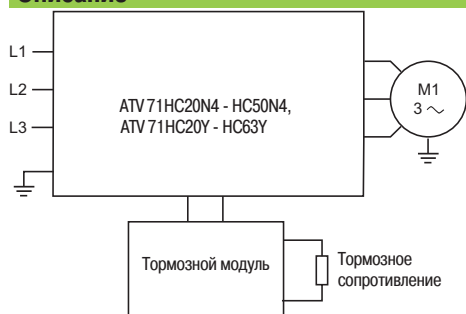 Описание
L1
L2
L3
ATV 71HC20N4 - HC50N4,
ATV 71HC20Y - HC63Y
M1
3 ~
Тормозной модуль
Тормозное
сопротивление